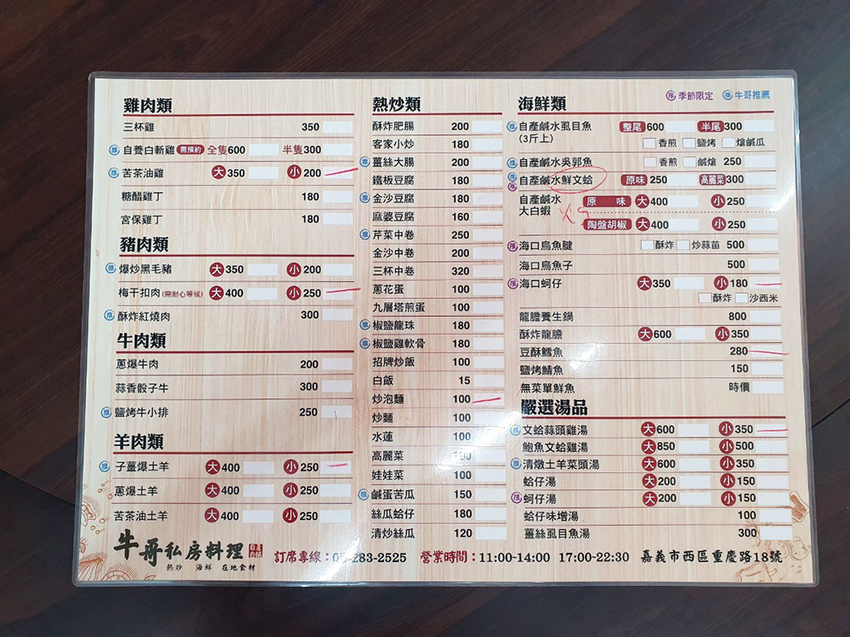 雞肉類
三杯雞 350
自養白斬雞 需預約 全隻600 半隻300
苦茶油雞 大350 小200
糖醋雞丁 180
宮保雞丁 180
豬肉類
爆炒黑毛豬 大350 小200
梅干扣肉(需耐心等候) 大400 小250
酥炸紅燒肉 300
牛肉類
蔥爆牛肉 200
蒜香骰子牛 300
鹽烤牛小排 250
羊肉類
子薑爆土羊 大400 小250
蔥爆土羊 大400 小250
苦茶油土羊 大400 小250
熱炒類
酥炸肥腸 200
客家小炒 180
薑絲大腸 200
鐵板豆腐 180
金沙豆腐 180
麻婆豆腐 160
芹菜中卷 250
金沙中卷 200
三杯中卷 320
蔥花蛋 100
九層塔煎蛋 100
椒鹽龍珠 180
椒鹽雞軟骨 180
招牌炒飯 100
白飯 15
炒泡麵 100
炒麵 100
水蓮 100
高麗菜 100
娃娃菜 100
鹹蛋苦瓜 150
絲瓜蛤仔 180
清炒絲瓜 120
季節限定 牛哥推薦
海鮮類
自產鹹水虱目魚 整尾600 半尾300
(3斤上) 香煎 鹽烤 熗鹹瓜
自產鹹水吳郭魚 香煎 鹹熗 250
自產鹹水鮮文蛤 原味250 高麗菜300
自產鹹水
大白蝦
原味 大400 小250
陶盤胡椒 大400 小250
海口烏魚腱 酥炸 炒蒜苗 500
海口烏魚子 500
海口蚵仔 大350 小180
酥炸 沙西米
龍膽養生鍋 800
酥炸龍膽 大600 小350
豆酥鱈魚 280
鹽烤鯖魚 150
無菜單鮮魚 時價
嚴選湯品
文蛤蒜頭雞湯 大600 小350
鮑魚文蛤雞湯 大850 小500
清燉土羊菜頭湯 大600 小350
蛤仔湯 大200 小150
蚵仔湯 大200 小150
蛤仔味增湯 100
薑絲虱目魚湯 300
牛哥私房料理
熱炒 海鮮 在地食材
訂席專線：05-283-2525 營業時間：11:00~14:00 17:00~22:30 嘉義市西區重慶路18號